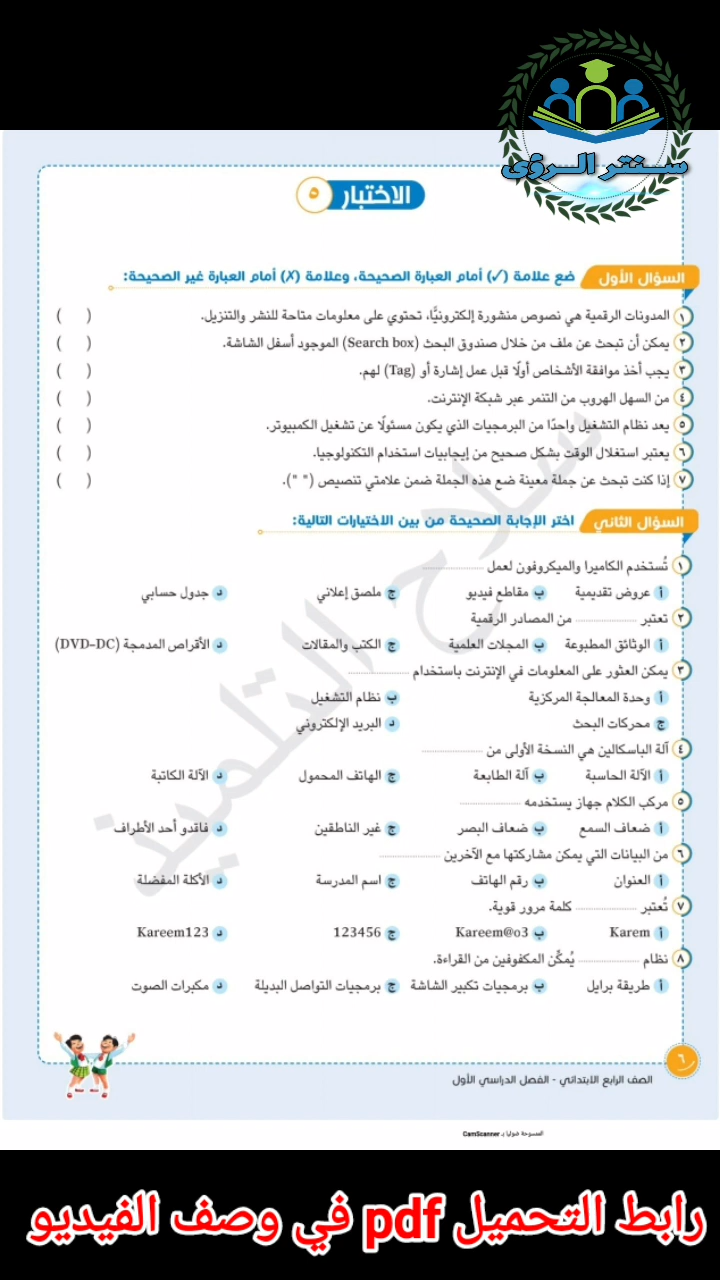 سنتر الرؤى
الاختبار ٥
السؤال الأول ضع علامة (✓) أمام العبارة الصحيحة، وعلامة (✗) أمام العبارة غير الصحيحة:
١ المدونات الرقمية هي نصوص منشورة إلكترونيًّا، تحتوي على معلومات متاحة للنشر والتنزيل. ( )
٢ يمكن أن تبحث عن ملف من خلال صندوق البحث (Search box) الموجود أسفل الشاشة. ( )
٣ يجب أخذ موافقة الأشخاص أولًا قبل عمل إشارة أو (Tag) لهم. ( )
٤ من السهل الهروب من التنمر عبر شبكة الإنترنت. ( )
٥ يعد نظام التشغيل واحدًا من البرمجيات الذي يكون مسئولًا عن تشغيل الكمبيوتر. ( )
٦ يعتبر استغلال الوقت بشكل صحيح من إيجابيات استخدام التكنولوجيا. ( )
٧ إذا كنت تبحث عن جملة معينة ضع هذه الجملة ضمن علامتي تنصيص (" "). ( )
السؤال الثاني اختر الإجابة الصحيحة من بين الاختيارات التالية:
١ تُستخدم الكاميرا والميكروفون لعمل ....................
أ عروض تقديمية ب مقاطع فيديو ج ملصق إعلاني د جدول حسابي
٢ تعتبر .................... من المصادر الرقمية
أ الوثائق المطبوعة ب المجلات العلمية ج الكتب والمقالات د الأقراص المدمجة (DVD-DC)
٣ يمكن العثور على المعلومات في الإنترنت باستخدام ....................
أ وحدة المعالجة المركزية ب نظام التشغيل
ج محركات البحث د البريد الإلكتروني
٤ آلة الباسكالين هي النسخة الأولى من ....................
أ الآلة الحاسبة ب آلة الطابعة ج الهاتف المحمول د الآلة الكاتبة
٥ مركب الكلام جهاز يستخدمه ....................
أ ضعاف السمع ب ضعاف البصر ج غير الناطقين د فاقدو أحد الأطراف
٦ من البيانات التي يمكن مشاركتها مع الآخرين ....................
أ العنوان ب رقم الهاتف ج اسم المدرسة د الأكلة المفضلة
٧ تُعتبر .................... كلمة مرور قوية.
أ Karem ب Kareem@o3 ج 123456 د Kareem123
٨ نظام .................... يُمكِّن المكفوفين من القراءة.
أ طريقة برايل ب برمجيات تكبير الشاشة ج برمجيات التواصل البديلة د مكبرات الصوت
سلاح التلميذ
٦
الصف الرابع الابتدائي - الفصل الدراسي الأول
الممسوحة ضوئيا بـ CamScanner
رابط التحميل pdf في وصف الفيديو